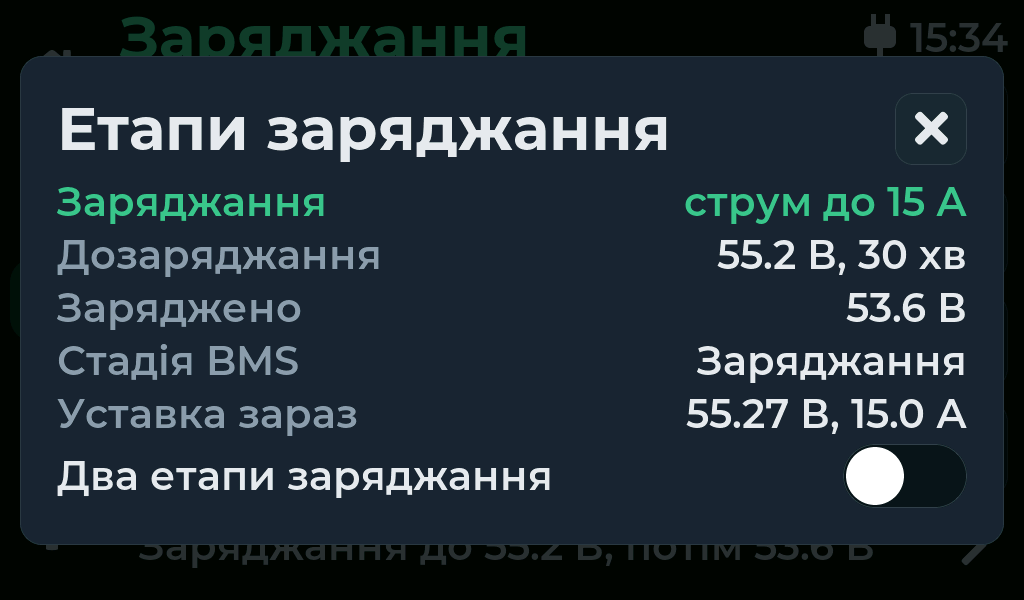 Заряджання
15:34
Етапи заряджання
Заряджання струм до 15 А
Дозаряджання 55.2 В, 30 хв
Заряджено 53.6 В
Стадія BMS Заряджання
Уставка зараз 55.27 В, 15.0 А
Два етапи заряджання
Заряджання до 55.2 В, потім 53.6 В